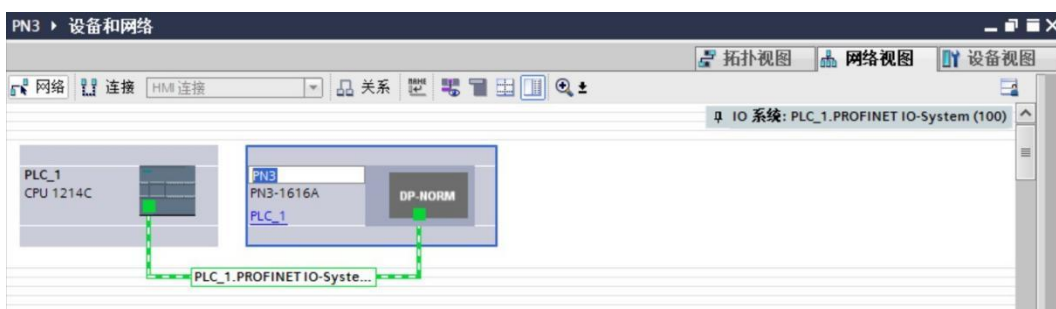 PN3 ▸ 设备和网络
拓扑视图 网络视图 设备视图
网络 连接 HMI 连接 关系
IO 系统: PLC_1.PROFINET IO-System (100)
PLC_1
CPU 1214C
PN3
PN3-1616A
PLC_1
DP-NORM
PLC_1.PROFINET IO-Syste...